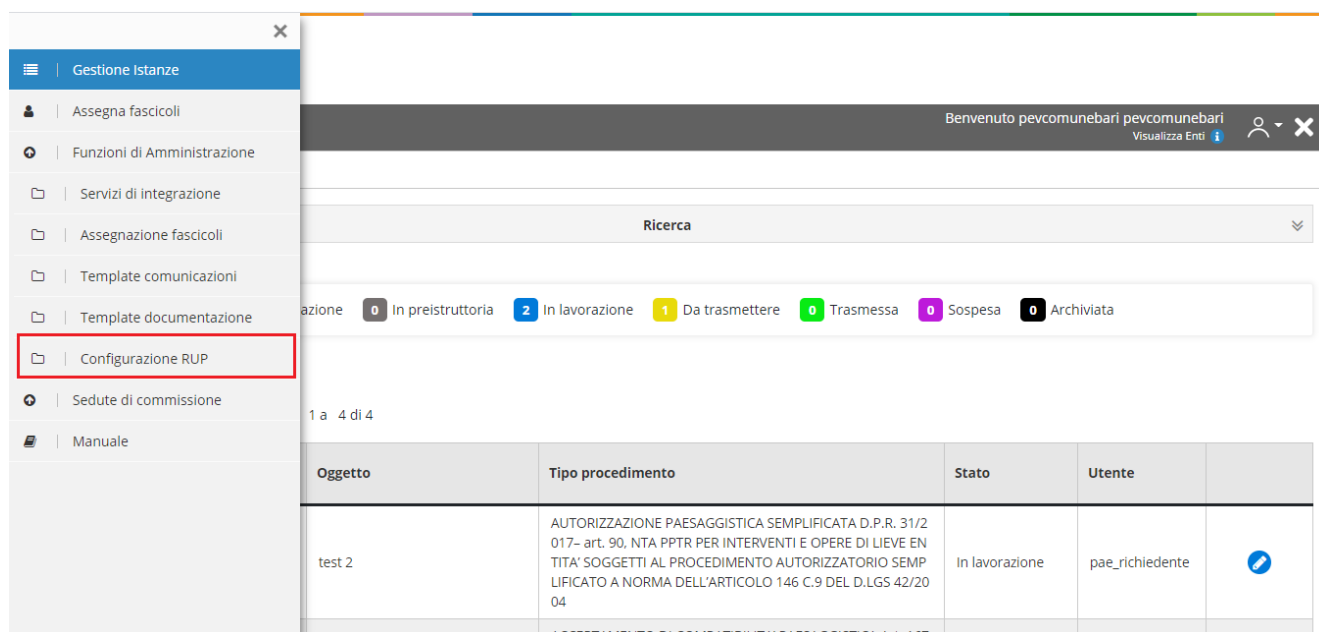 Gestione Istanze
Assegna fascicoli
Funzioni di Amministrazione
Servizi di integrazione
Assegnazione fascicoli
Template comunicazioni
Template documentazione
Configurazione RUP
Sedute di commissione
Manuale
Benvenuto pevcomunebari pevcomunebari
Visualizza Enti i
Ricerca
azione 0 In preistruttoria 2 In lavorazione 1 Da trasmettere 0 Trasmessa 0 Sospesa 0 Archiviata
1 a 4 di 4
Oggetto Tipo procedimento Stato Utente
AUTORIZZAZIONE PAESAGGISTICA SEMPLIFICATA D.P.R. 31/2
017– art. 90, NTA PPTR PER INTERVENTI E OPERE DI LIEVE EN
test 2 TITA’ SOGGETTI AL PROCEDIMENTO AUTORIZZATORIO SEMP In lavorazione pae_richiedente
LIFICATO A NORMA DELL’ARTICOLO 146 C.9 DEL D.LGS 42/20
04